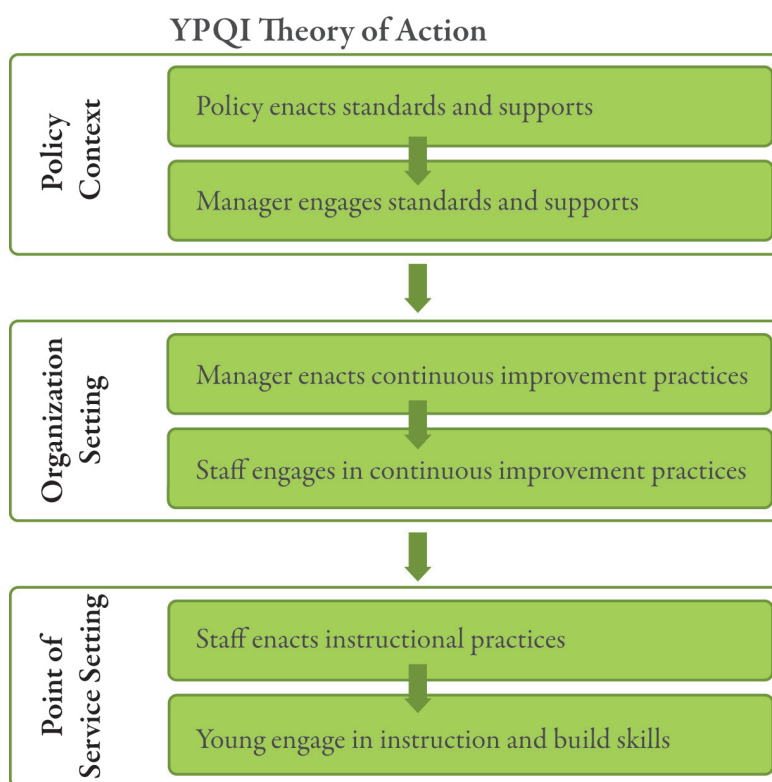 YPQI Theory of Action
Policy
Context
Policy enacts standards and supports
Manager engages standards and supports
Organization
Setting
Manager enacts continuous improvement practices
Staff engages in continuous improvement practices
Point of
Service Setting
Staff enacts instructional practices
Young engage in instruction and build skills